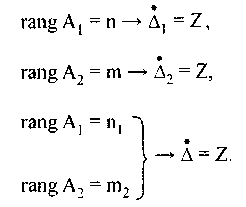 rang A₁ = n → Δ̇₁ = Z,
rang A₂ = m → Δ̇₂ = Z,
rang A₁ = n₁
→ Δ̇ = Z.
rang A₂ = m₂